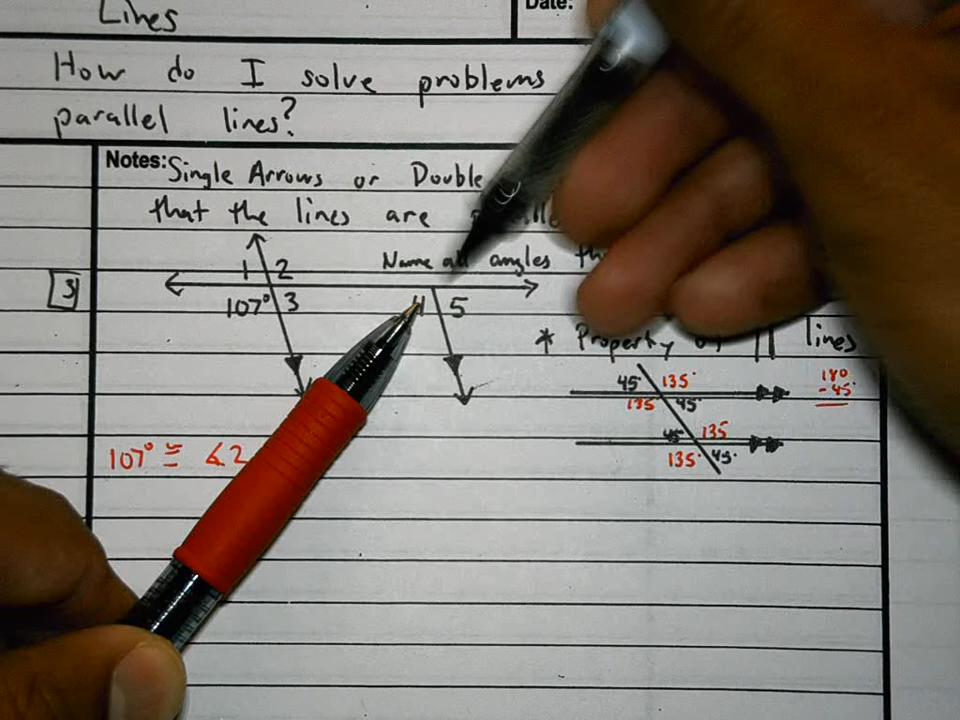 Lines
Date:
How do I solve problems
parallel lines?
Notes: Single Arrows or Double
that the lines are
Name all angles
3
1 2
107° 3
4 5
* Property of || lines
45° 135°
135 45°
180
- 45°
45° 135
135° 45°
107° ≅ ∡2